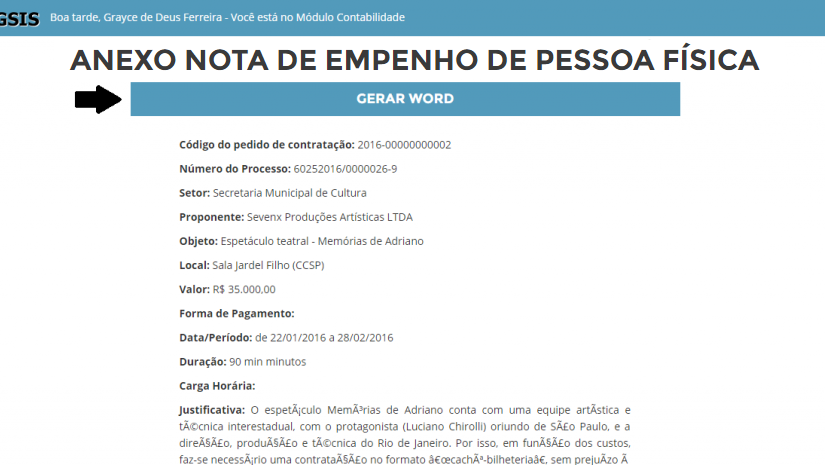 GSIS Boa tarde, Grayce de Deus Ferreira - Você está no Módulo Contabilidade
ANEXO NOTA DE EMPENHO DE PESSOA FÍSICA
GERAR WORD
Código do pedido de contratação: 2016-00000000002
Número do Processo: 60252016/0000026-9
Setor: Secretaria Municipal de Cultura
Proponente: Sevenx Produções Artísticas LTDA
Objeto: Espetáculo teatral - Memórias de Adriano
Local: Sala Jardel Filho (CCSP)
Valor: R$ 35.000,00
Forma de Pagamento:
Data/Período: de 22/01/2016 a 28/02/2016
Duração: 90 min minutos
Carga Horária:
Justificativa: O espetÃ¡culo MemÃ³rias de Adriano conta com uma equipe artÃ­stica e
tÃ©cnica interestadual, com o protagonista (Luciano Chirolli) oriundo de SÃ£o Paulo, e a
direÃ§Ã£o, produÃ§Ã£o e tÃ©cnica do Rio de Janeiro. Por isso, em funÃ§Ã£o dos custos,
faz-se necessÃ¡rio uma contrataÃ§Ã£o no formato â€œcachÃª-bilheteriaâ€, sem prejuÃ­zo Ã